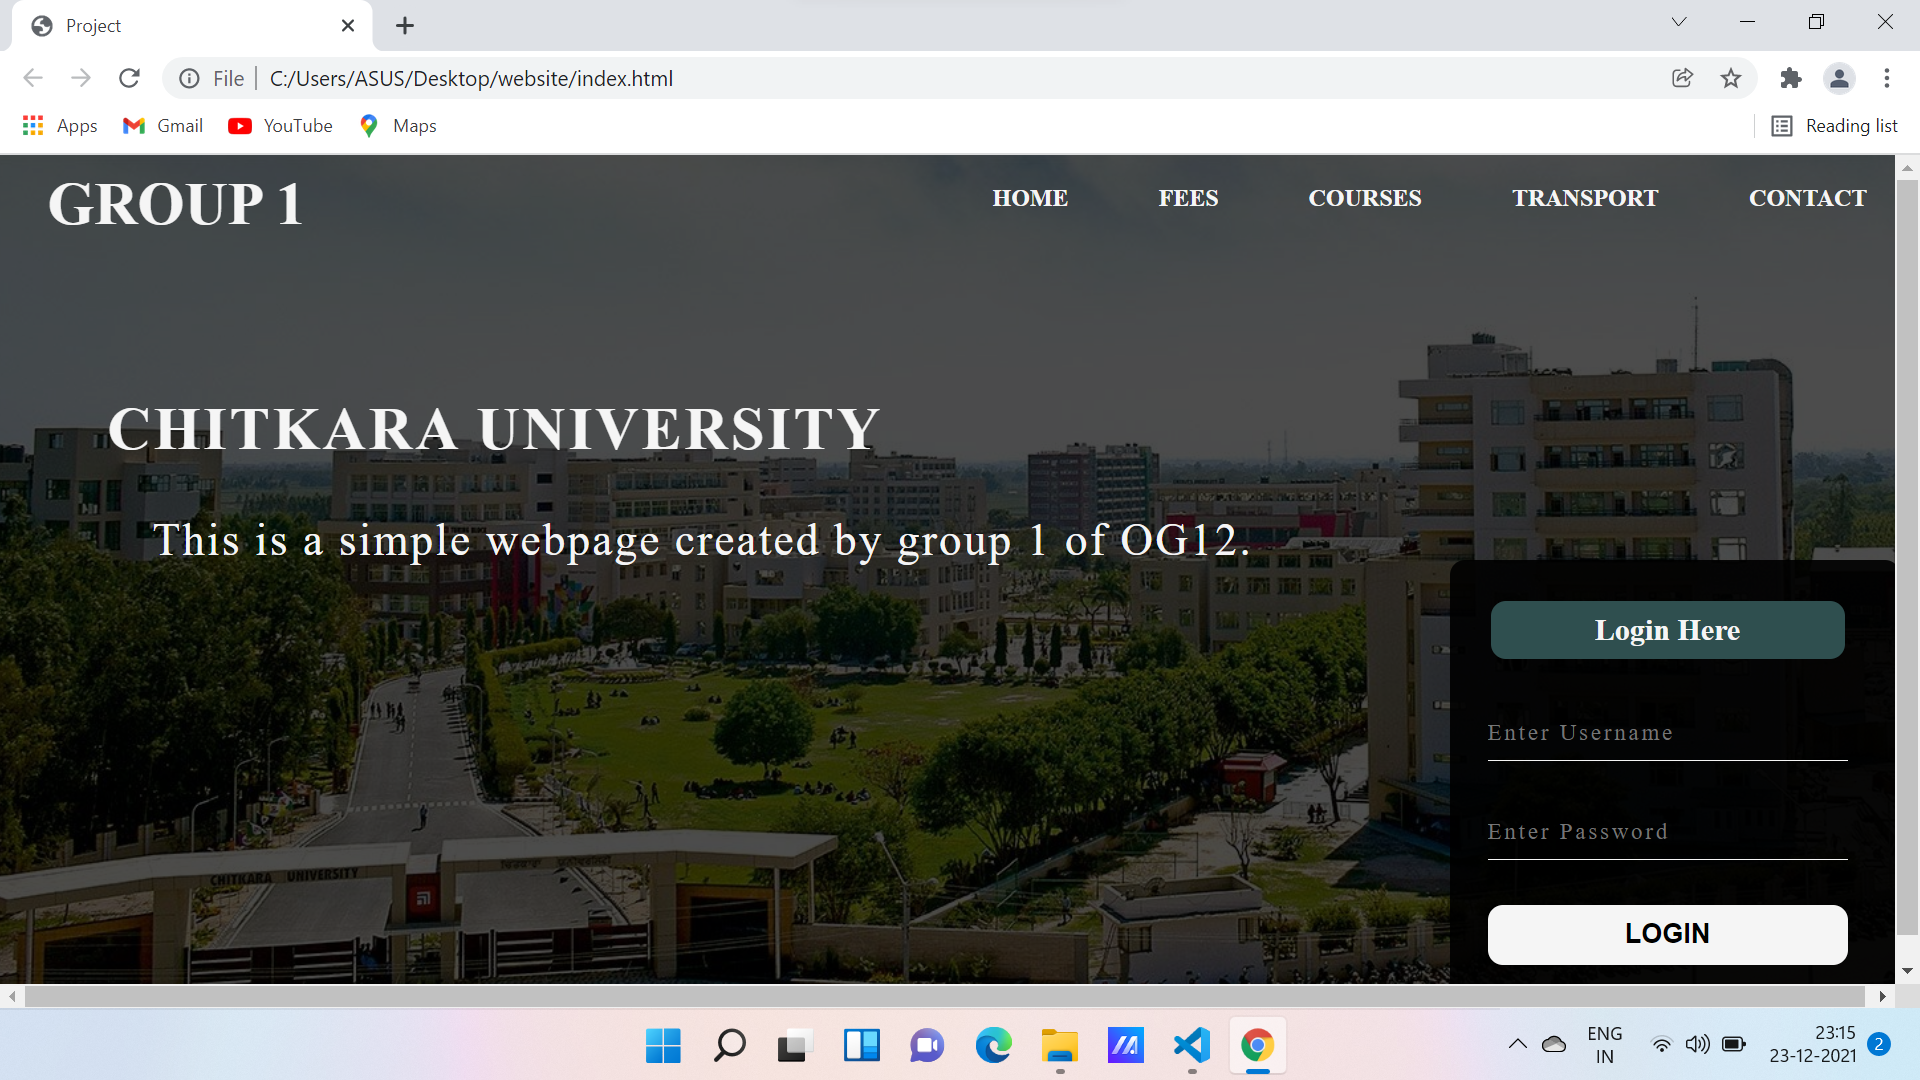 Project
File
C:/Users/ASUS/Desktop/website/index.html
Apps
Gmail
YouTube
Maps
Reading list
GROUP 1
HOME
FEES
COURSES
TRANSPORT
CONTACT
CHITKARA UNIVERSITY
This is a simple webpage created by group 1 of OG12.
Login Here
Enter Username
Enter Password
LOGIN
CHITKARA UNIVERSITY
ENG
IN
23:15
23-12-2021
2